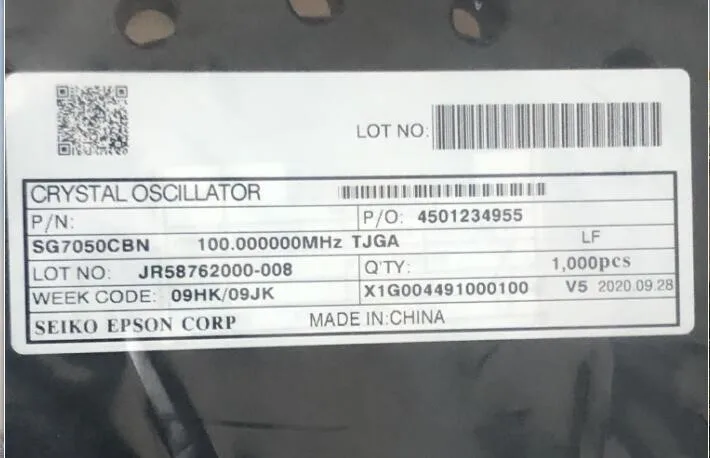 LOT NO:
CRYSTAL OSCILLATOR
P/N: P/O: 4501234955
SG7050CBN 100.000000MHz TJGA LF
LOT NO: JR58762000-008 Q'TY: 1,000pcs
WEEK CODE: 09HK/09JK X1G004491000100 V5 2020.09.28
SEIKO EPSON CORP MADE IN:CHINA